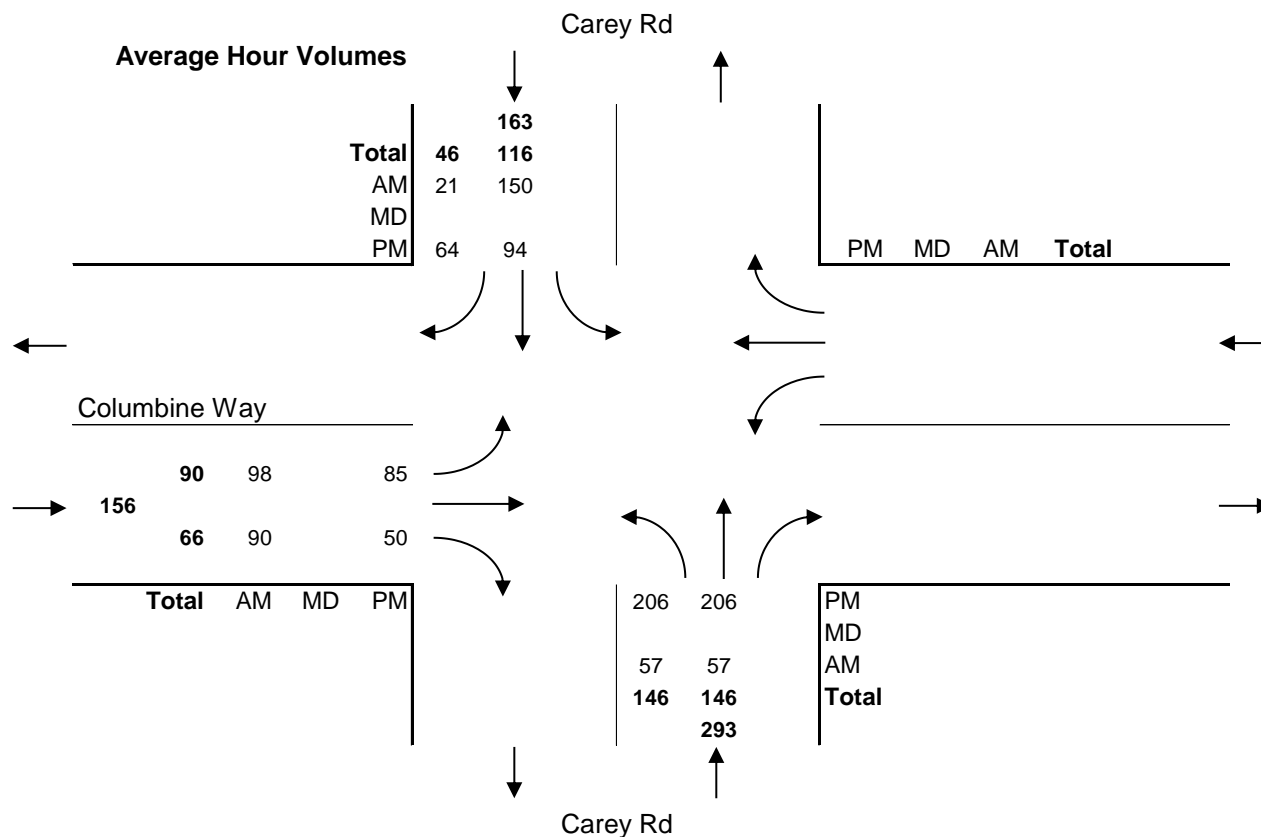 Carey Rd
Average Hour Volumes
163
Total 46 116
AM 21 150
MD
PM 64 94
PM MD AM Total
Columbine Way
90 98 85
156
66 90 50
Total AM MD PM
206 206 PM
MD
57 57 AM
146 146 Total
293
Carey Rd